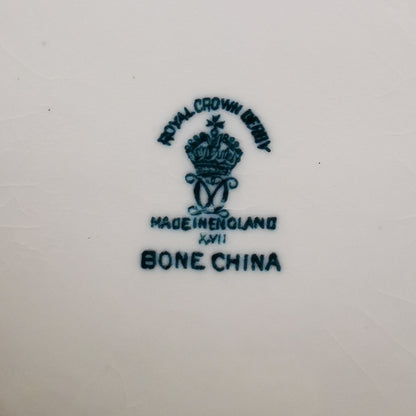 ROYAL CROWN DERBY
MADE IN ENGLAND
XVII
BONE CHINA